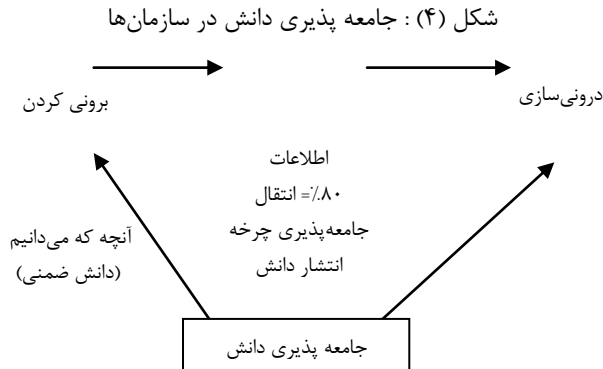 شکل (۴) : جامعه پذیری دانش در سازمان‌ها
درونی‌سازی
برونی کردن
اطلاعات
۸۰٪= انتقال
جامعه‌پذیری چرخه
انتشار دانش
آنچه که می‌دانیم
(دانش ضمنی)
جامعه پذیری دانش